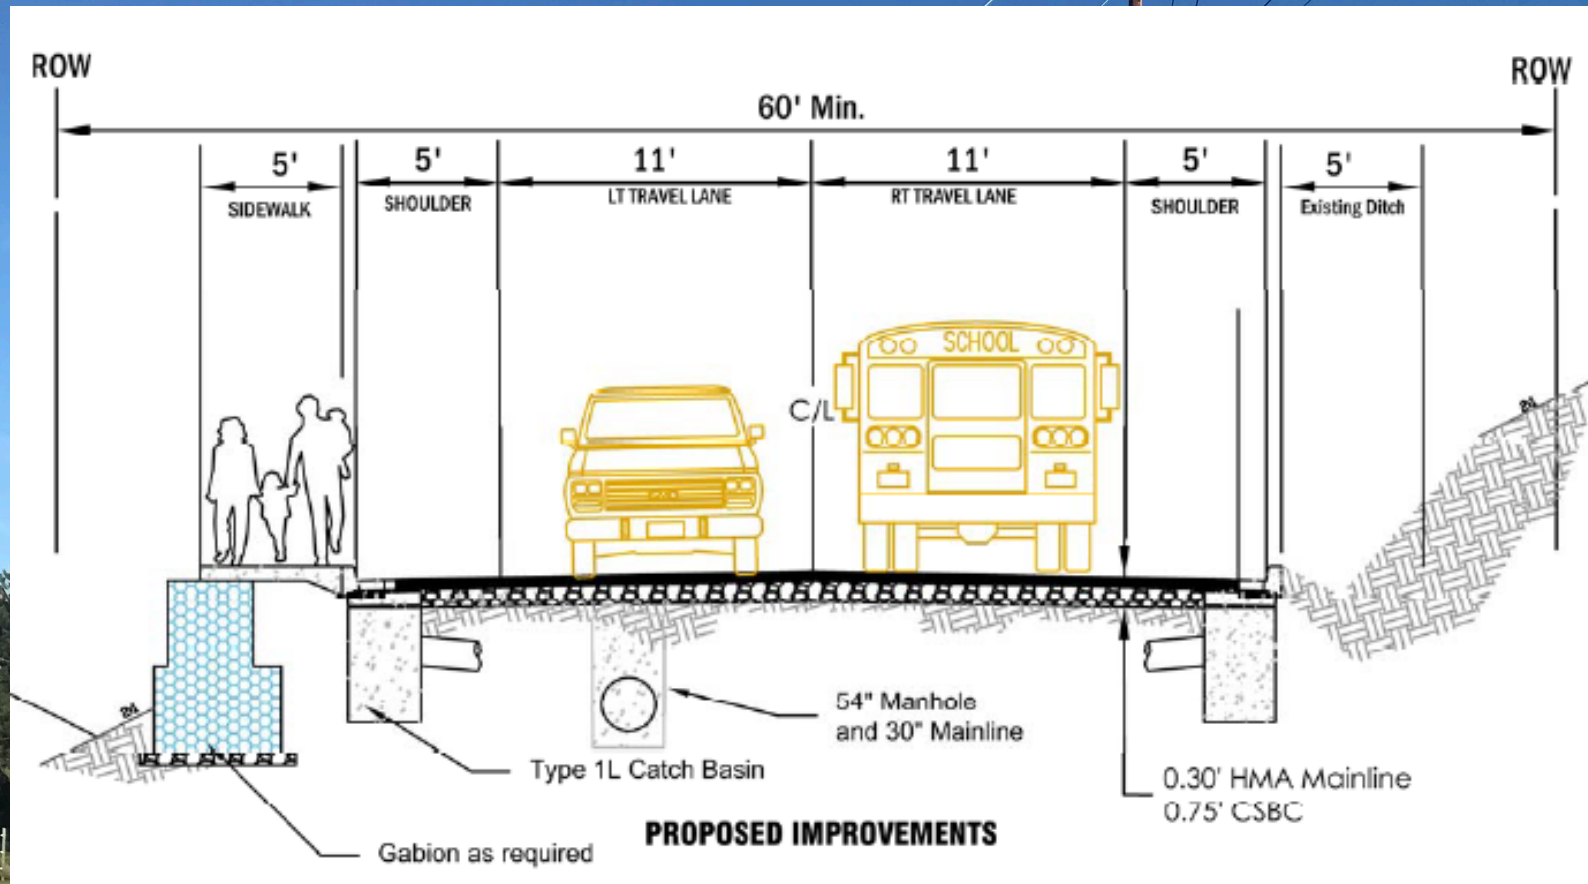 ROW
ROW
60' Min.
5'
5'
11'
11'
5'
5'
SIDEWALK
SHOULDER
LT TRAVEL LANE
RT TRAVEL LANE
SHOULDER
Existing Ditch
SCHOOL
C/L
54" Manhole
and 30" Mainline
Type 1L Catch Basin
0.30' HMA Mainline
0.75' CSBC
PROPOSED IMPROVEMENTS
Gabion as required